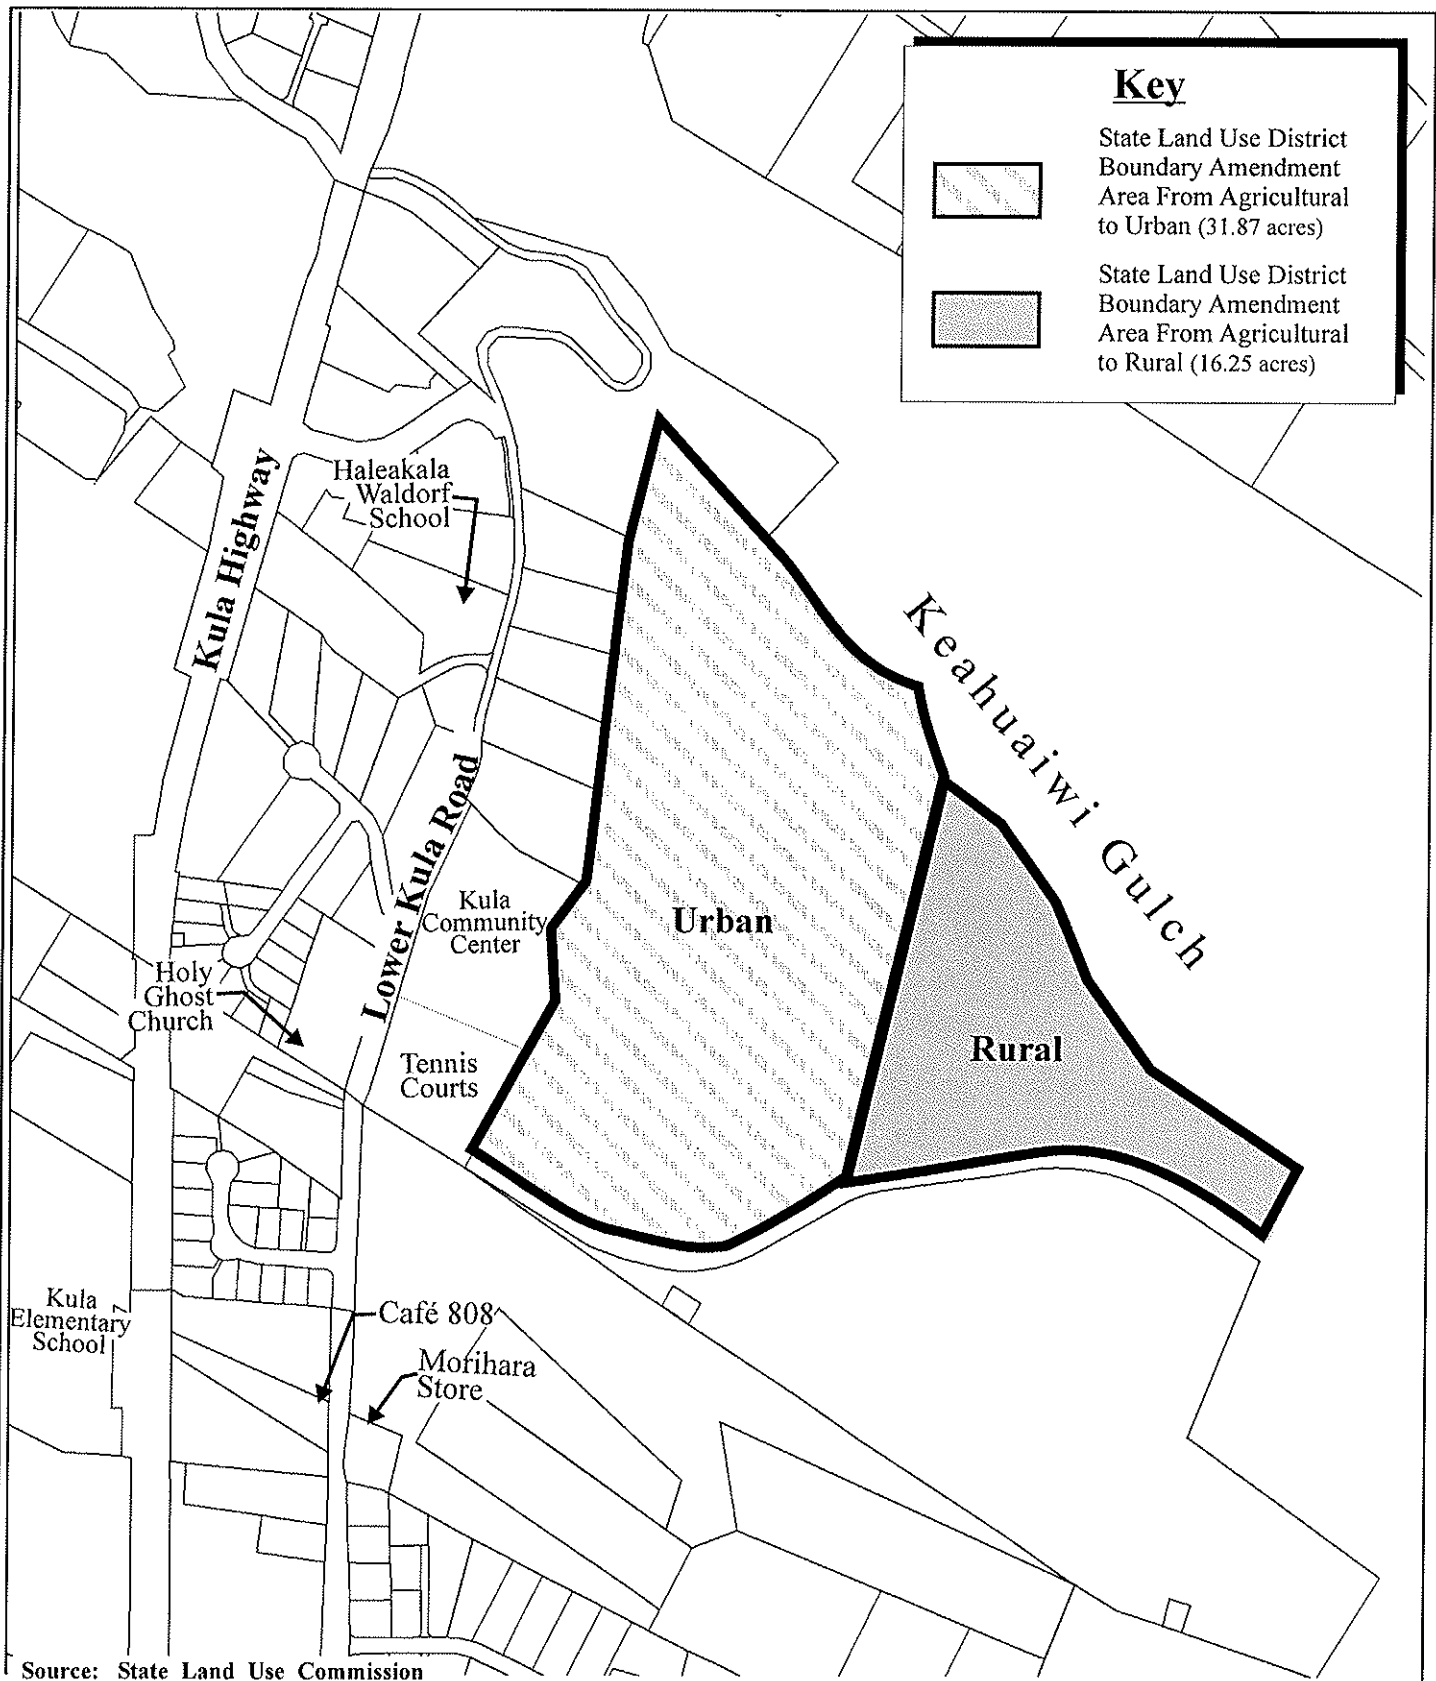 Key
State Land Use District
Boundary Amendment
Area From Agricultural
to Urban (31.87 acres)
State Land Use District
Boundary Amendment
Area From Agricultural
to Rural (16.25 acres)
Haleakala
Waldorf
School
Kula Highway
Keahuaiwi Gulch
Lower Kula Road
Kula
Community
Center
Urban
Holy
Ghost
Church
Rural
Tennis
Courts
Kula
Elementary
School
Café 808
Morihara
Store
Source: State Land Use Commission